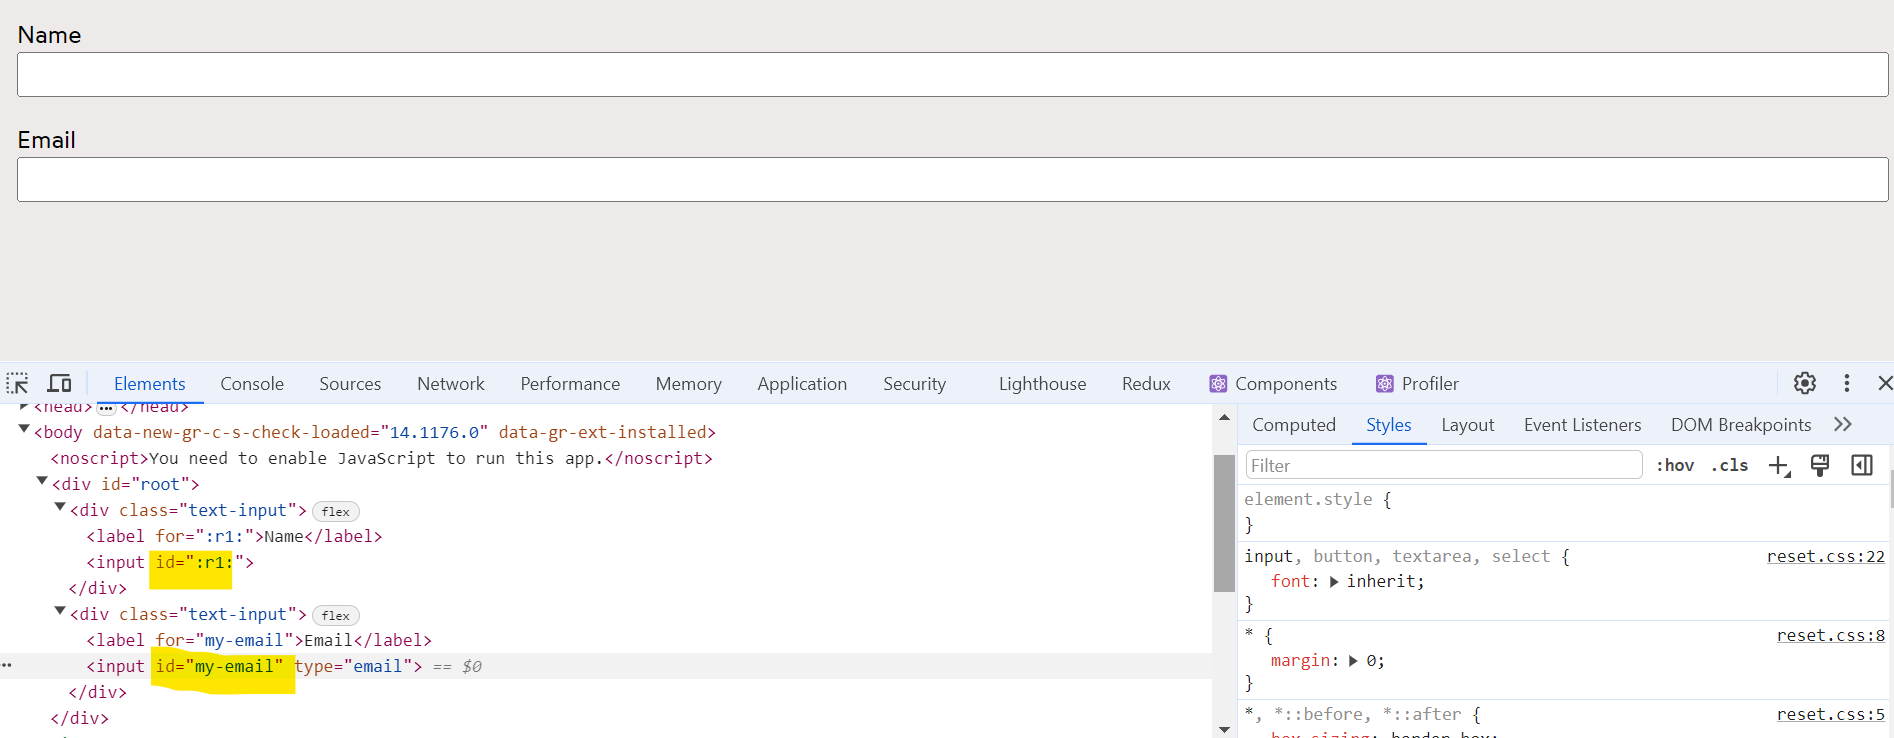 Name
Email
Elements Console Sources Network Performance Memory Application Security Lighthouse Redux Components Profiler
<head> ••• </head>
<body data-new-gr-c-s-check-loaded="14.1176.0" data-gr-ext-installed>
<noscript>You need to enable JavaScript to run this app.</noscript>
<div id="root">
<div class="text-input"> flex
<label for=":r1:">Name</label>
<input id=":r1:">
</div>
<div class="text-input"> flex
<label for="my-email">Email</label>
••• <input id="my-email" type="email"> == $0
</div>
</div>
Computed Styles Layout Event Listeners DOM Breakpoints
Filter :hov .cls
element.style {
}
input, button, textarea, select { reset.css:22
font: inherit;
}
* { reset.css:8
margin: 0;
}
*, *::before, *::after { reset.css:5
box-sizing: border-box;